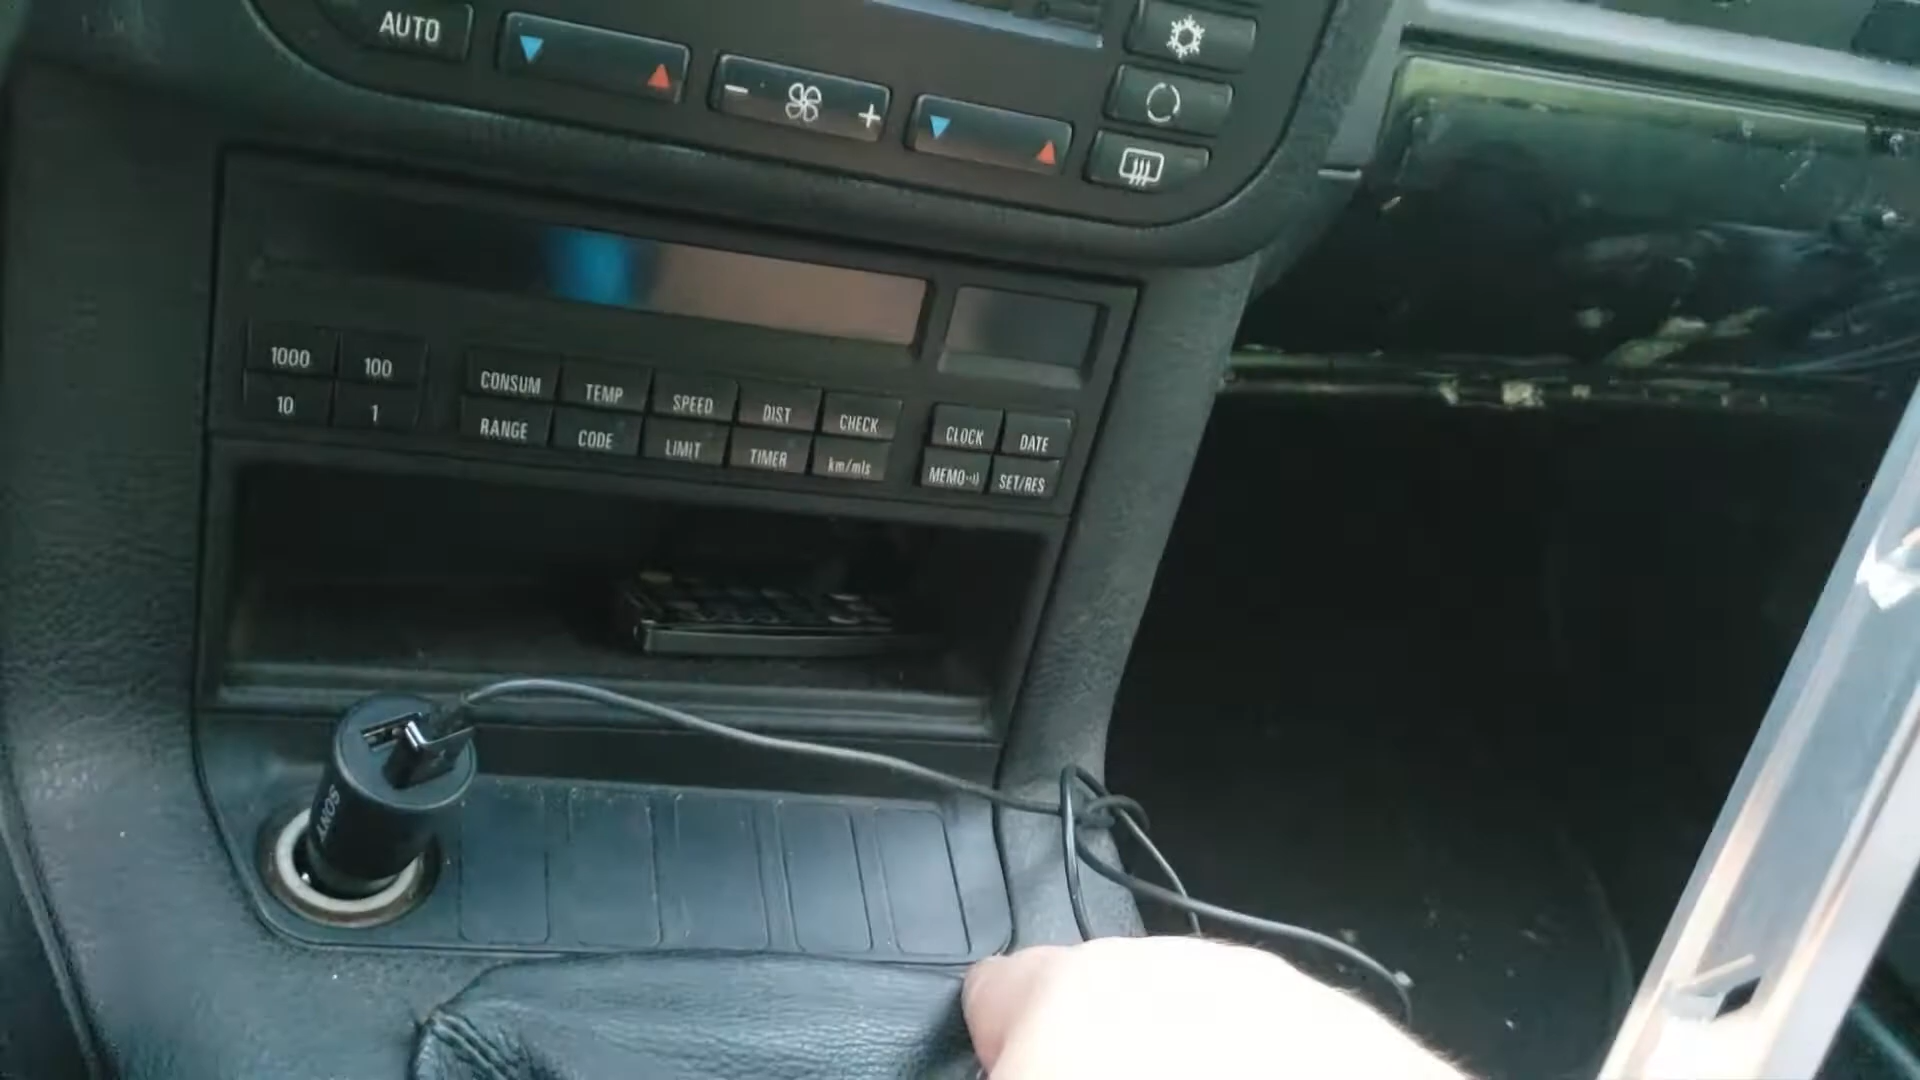 AUTO
- +
1000 100
10 1
CONSUM TEMP SPEED DIST CHECK
RANGE CODE LIMIT TIMER km/mls
CLOCK DATE
MEMO SET/RES
SONY